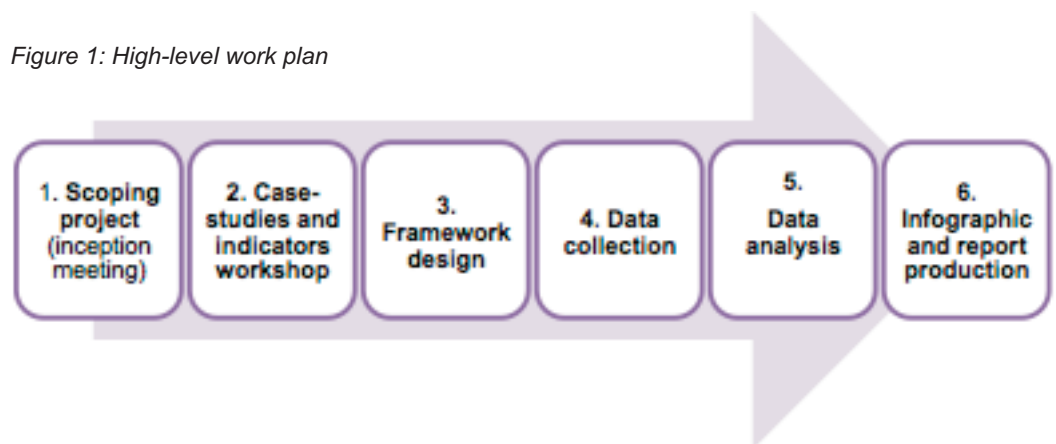 Figure 1: High-level work plan
1. Scoping
project
(inception
meeting)
2. Case-
studies and
indicators
workshop
3.
Framework
design
4. Data
collection
5.
Data
analysis
6.
Infographic
and report
production